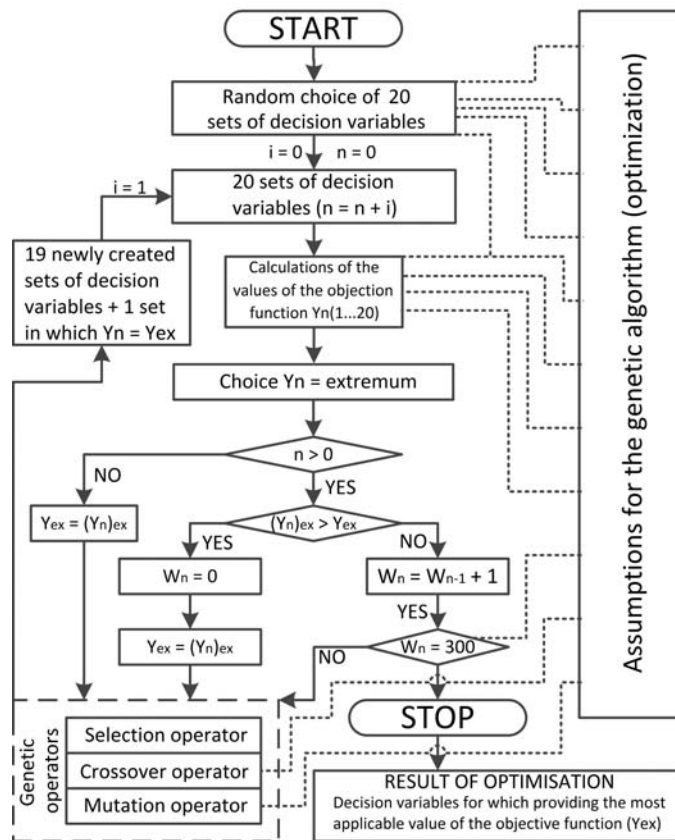 START
Random choice of 20
sets of decision variables
i = 0 n = 0
i = 1
20 sets of decision
variables (n = n + i)
19 newly created
sets of decision
variables + 1 set
in which Yn = Yex
Calculations of the
values of the objection
function Yn(1...20)
Choice Yn = extremum
n > 0
NO
YES
Yex = (Yn)ex
(Yn)ex > Yex
YES
NO
Wn = 0
Wn = Wn-1 + 1
YES
Yex = (Yn)ex
Wn = 300
NO
STOP
Genetic
operators
Selection operator
Crossover operator
Mutation operator
RESULT OF OPTIMISATION
Decision variables for which providing the most
applicable value of the objective function (Yex)
Assumptions for the genetic algorithm (optimization)